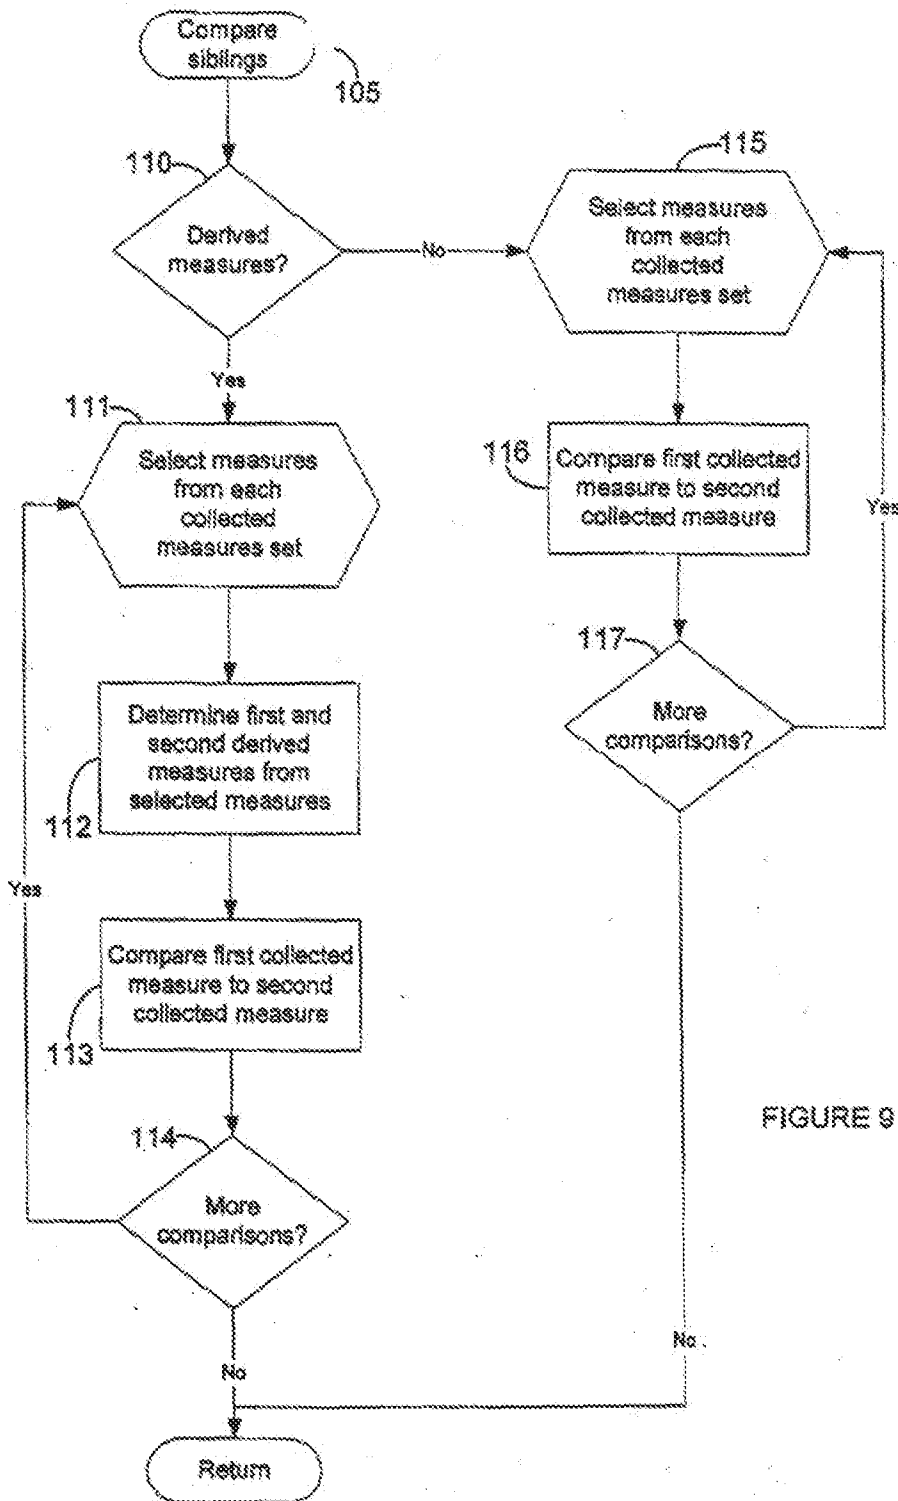 Compare
siblings
105
110
Derived
measures?
No
115
Select measures
from each
collected
measures set
Yes
111
Select measures
from each
collected
measures set
116
Compare first collected
measure to second
collected measure
Yes
117
More
comparisons?
Determine first and
second derived
measures from
selected measures
112
Yes
Compare first collected
measure to second
collected measure
113
FIGURE 9
114
More
comparisons?
No
No
Return